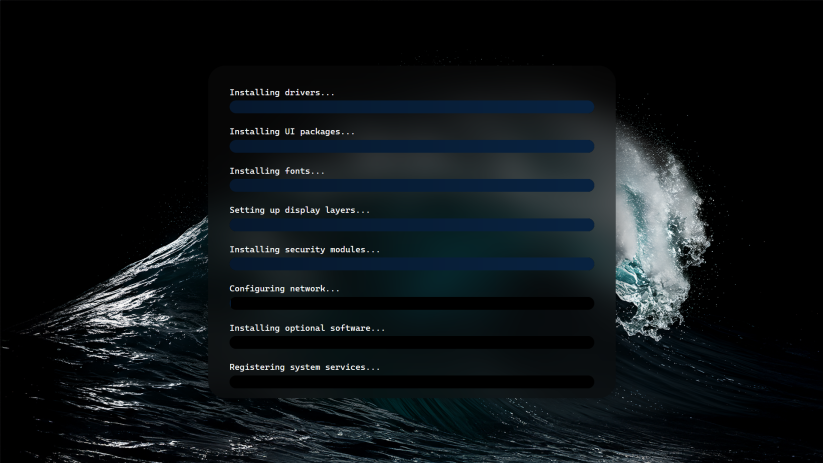 Installing drivers...
Installing UI packages...
Installing fonts...
Setting up display layers...
Installing security modules...
Configuring network...
Installing optional software...
Registering system services...